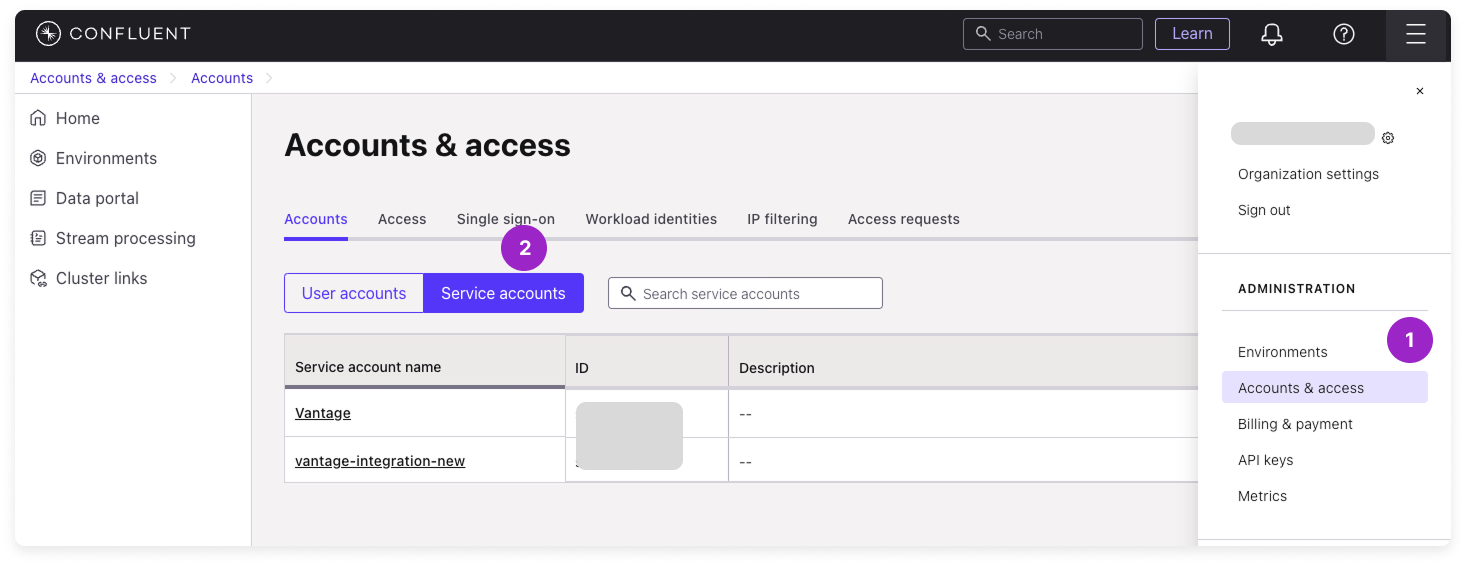 CONFLUENT
Search
Learn
Accounts & access
Accounts
Home
Environments
Data portal
Stream processing
Cluster links
Accounts & access
Accounts
Access
Single sign-on
Workload identities
IP filtering
Access requests
2
User accounts
Service accounts
Search service accounts
Service account name
ID
Description
Vantage
--
vantage-integration-new
--
×
Organization settings
Sign out
ADMINISTRATION
1
Environments
Accounts & access
Billing & payment
API keys
Metrics